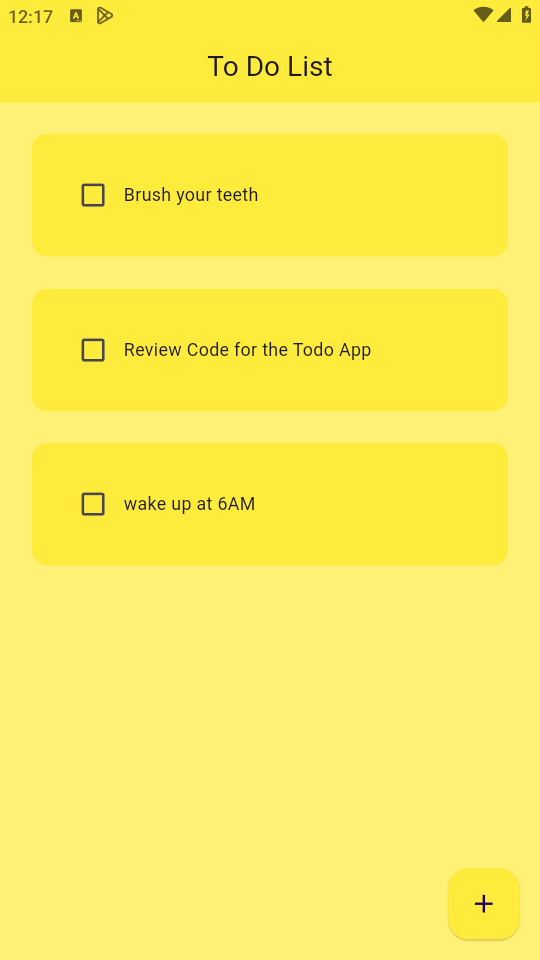 12:17
To Do List
Brush your teeth
Review Code for the Todo App
wake up at 6AM